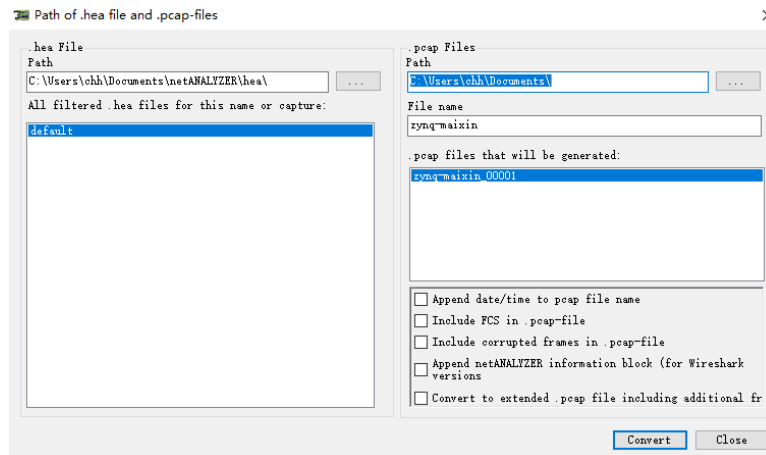 Path of .hea file and .pcap-files
.hea File
Path
C:\Users\chh\Documents\netANALYZER\hea\
...
All filtered .hea files for this name or capture:
default
.pcap Files
Path
C:\Users\chh\Documents\
...
File name
zynq-maixin
.pcap files that will be generated:
zynq-maixin_00001
Append date/time to pcap file name
Include FCS in .pcap-file
Include corrupted frames in .pcap-file
Append netANALYZER information block (for Wireshark
versions
Convert to extended .pcap file including additional fr
Convert
Close